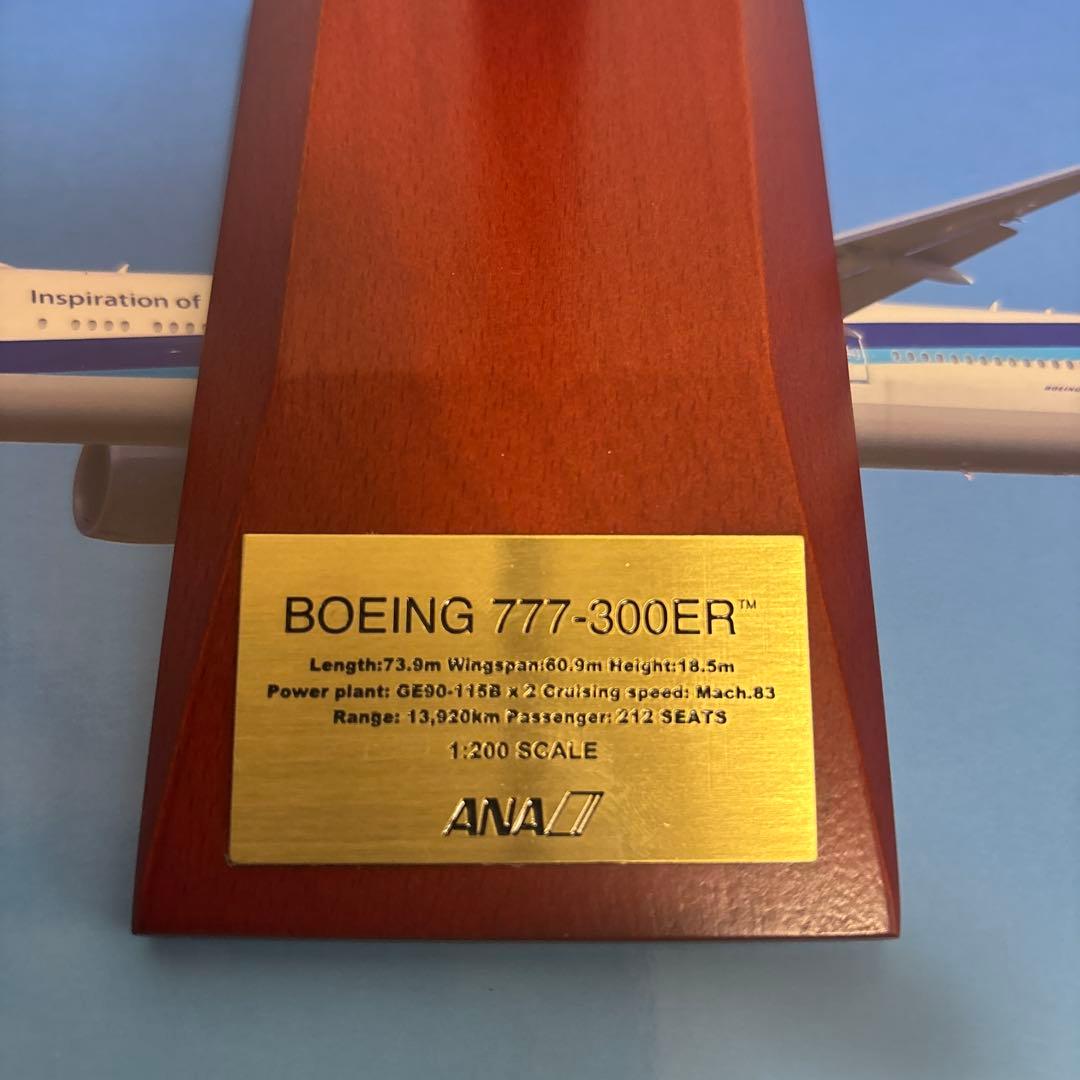 Inspiration of
BOEING
BOEING 777-300ER™
Length:73.9m Wingspan:60.9m Height:18.5m
Power plant: GE90-115B x 2 Cruising speed: Mach.83
Range: 13,920km Passenger: 212 SEATS
1:200 SCALE
ANA